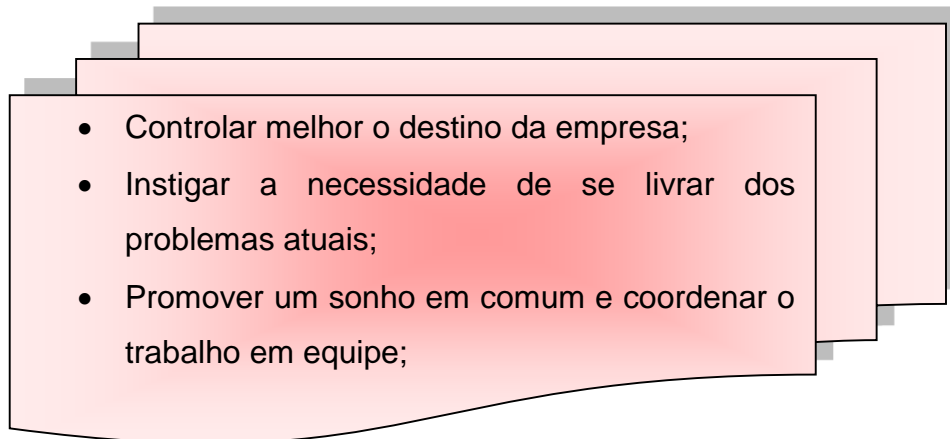 • Controlar melhor o destino da empresa;
• Instigar a necessidade de se livrar dos
problemas atuais;
• Promover um sonho em comum e coordenar o
trabalho em equipe;